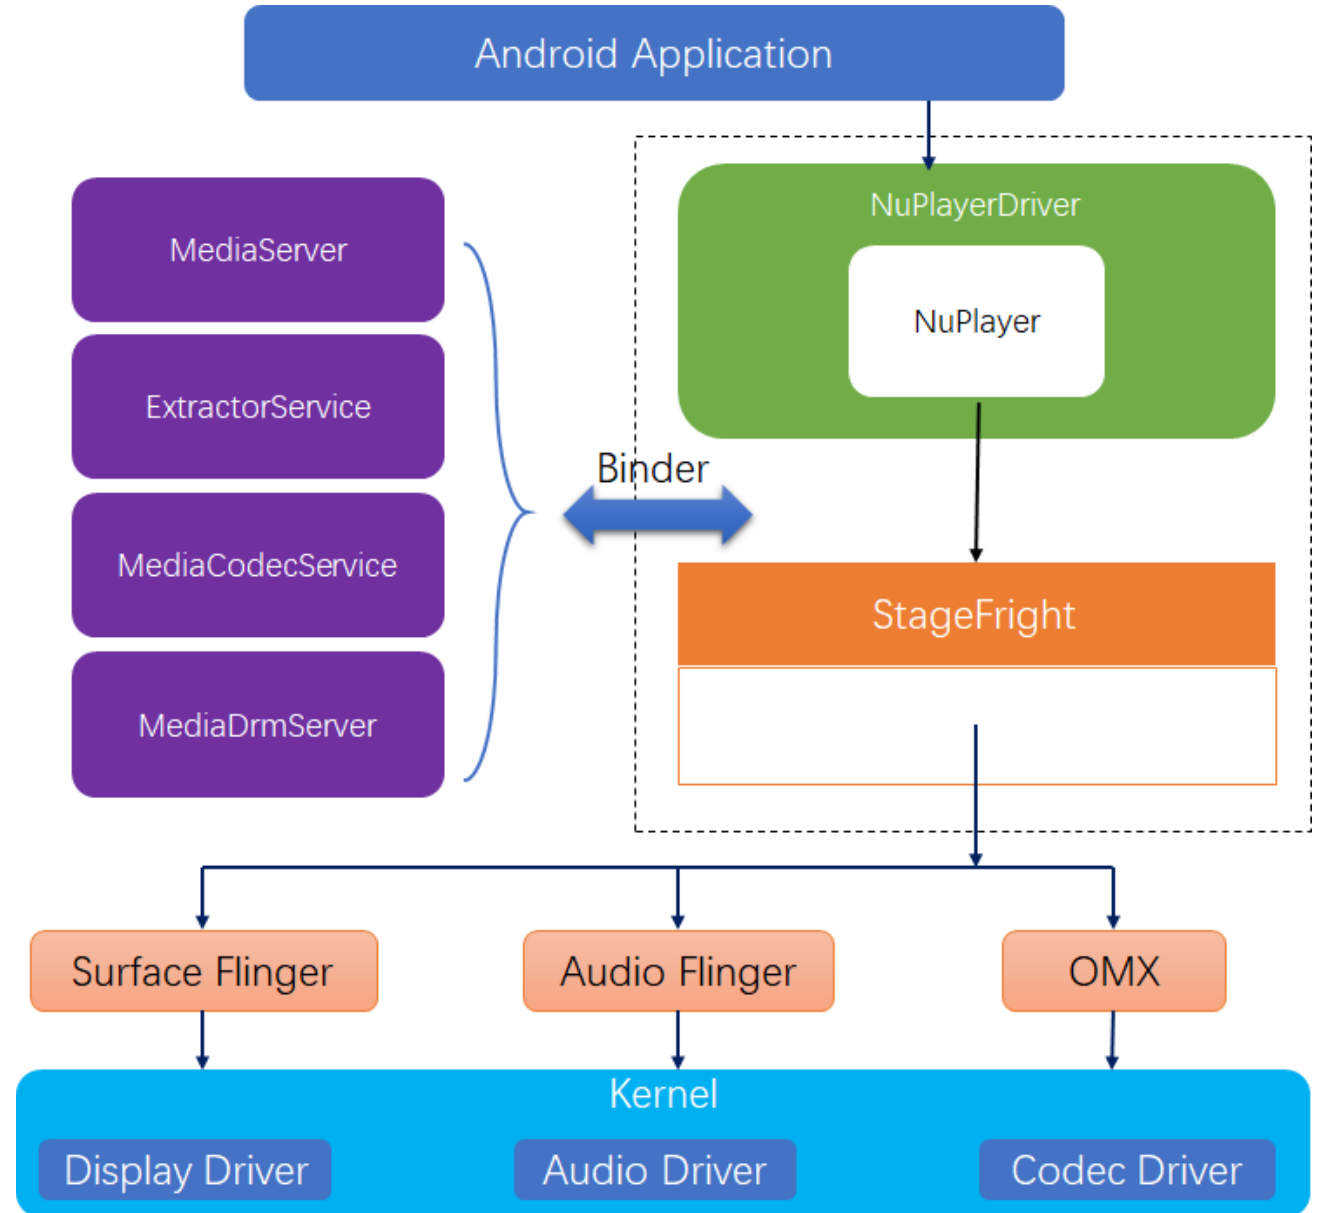 Android Application
NuPlayerDriver
NuPlayer
MediaServer
ExtractorService
MediaCodecService
MediaDrmServer
Binder
StageFright
Surface Flinger
Audio Flinger
OMX
Kernel
Display Driver
Audio Driver
Codec Driver